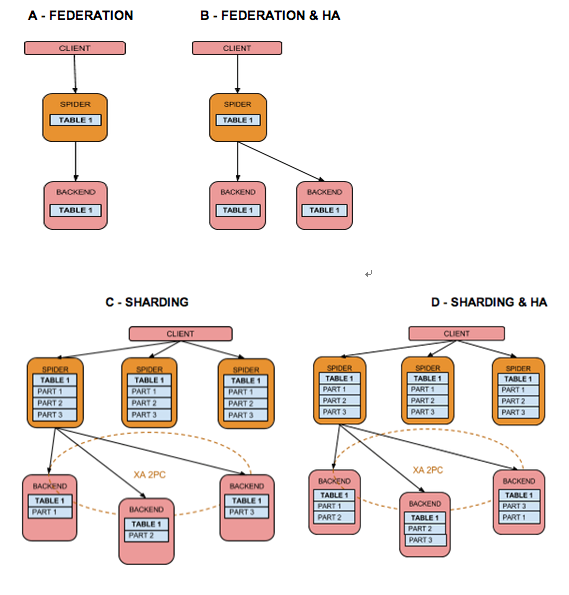 A - FEDERATION
CLIENT
SPIDER
TABLE 1
BACKEND
TABLE 1
B - FEDERATION & HA
CLIENT
SPIDER
TABLE 1
BACKEND
TABLE 1
BACKEND
TABLE 1
C - SHARDING
CLIENT
SPIDER
TABLE 1
PART 1
PART 2
PART 3
SPIDER
TABLE 1
PART 1
PART 2
PART 3
SPIDER
TABLE 1
PART 1
PART 2
PART 3
XA 2PC
BACKEND
TABLE 1
PART 1
BACKEND
TABLE 1
PART 2
BACKEND
TABLE 1
PART 3
D - SHARDING & HA
CLIENT
SPIDER
TABLE 1
PART 1
PART 2
PART 3
SPIDER
TABLE 1
PART 1
PART 2
PART 3
SPIDER
TABLE 1
PART 1
PART 2
PART 3
XA 2PC
BACKEND
TABLE 1
PART 1
PART 2
BACKEND
TABLE 1
PART 2
PART 3
BACKEND
TABLE 1
PART 3
PART 1